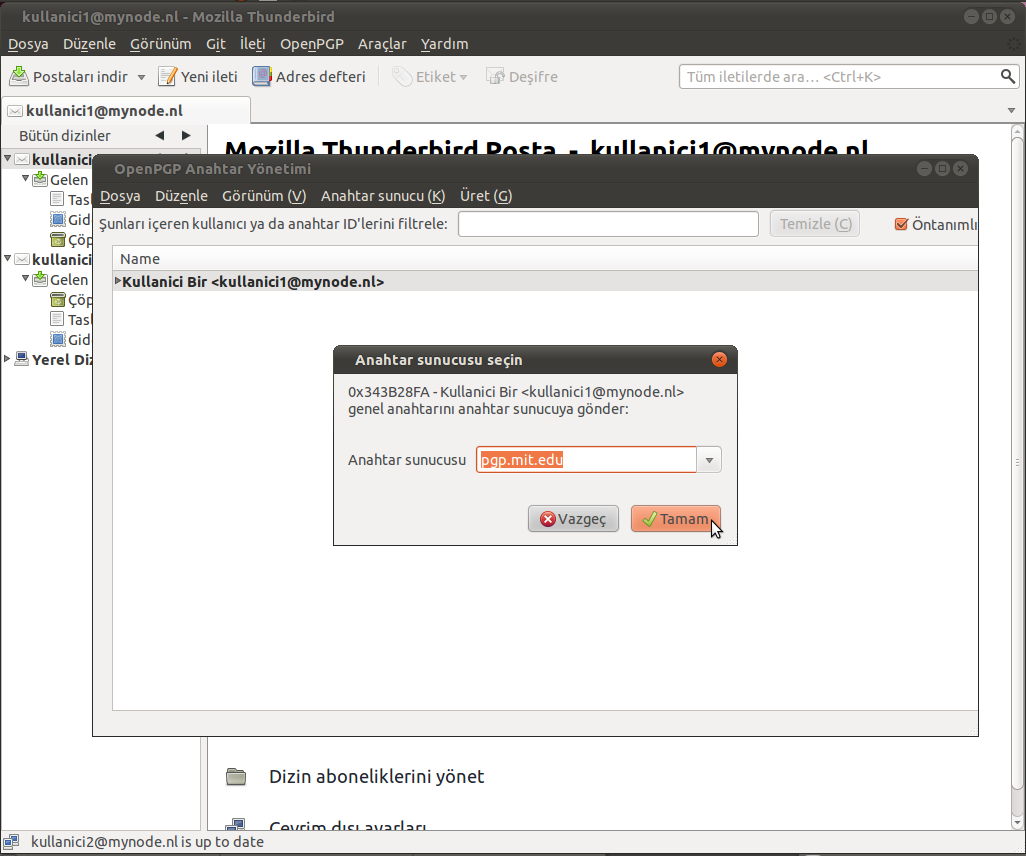 kullanici1@mynode.nl - Mozilla Thunderbird
Dosya Düzenle Görünüm Git İleti OpenPGP Araçlar Yardım
Postaları indir Yeni ileti Adres defteri Etiket Deşifre Tüm iletilerde ara... <Ctrl+K>
kullanici1@mynode.nl
Bütün dizinler
Mozilla Thunderbird Posta - kullanici1@mynode.nl
kullanici
Gelen
Tasl
Gid
Çöp
kullanici
Gelen
Çöp
Tasl
Gid
Yerel Diz
OpenPGP Anahtar Yönetimi
Dosya Düzenle Görünüm (V) Anahtar sunucu (K) Üret (G)
Şunları içeren kullanıcı ya da anahtar ID'lerini filtrele: Temizle (C) Öntanımlı
Name
Kullanici Bir <kullanici1@mynode.nl>
Anahtar sunucusu seçin
0x343B28FA - Kullanici Bir <kullanici1@mynode.nl>
genel anahtarını anahtar sunucuya gönder:
Anahtar sunucusu pgp.mit.edu
Vazgeç Tamam
Dizin aboneliklerini yönet
Çevrim dışı ayarları
kullanici2@mynode.nl is up to date